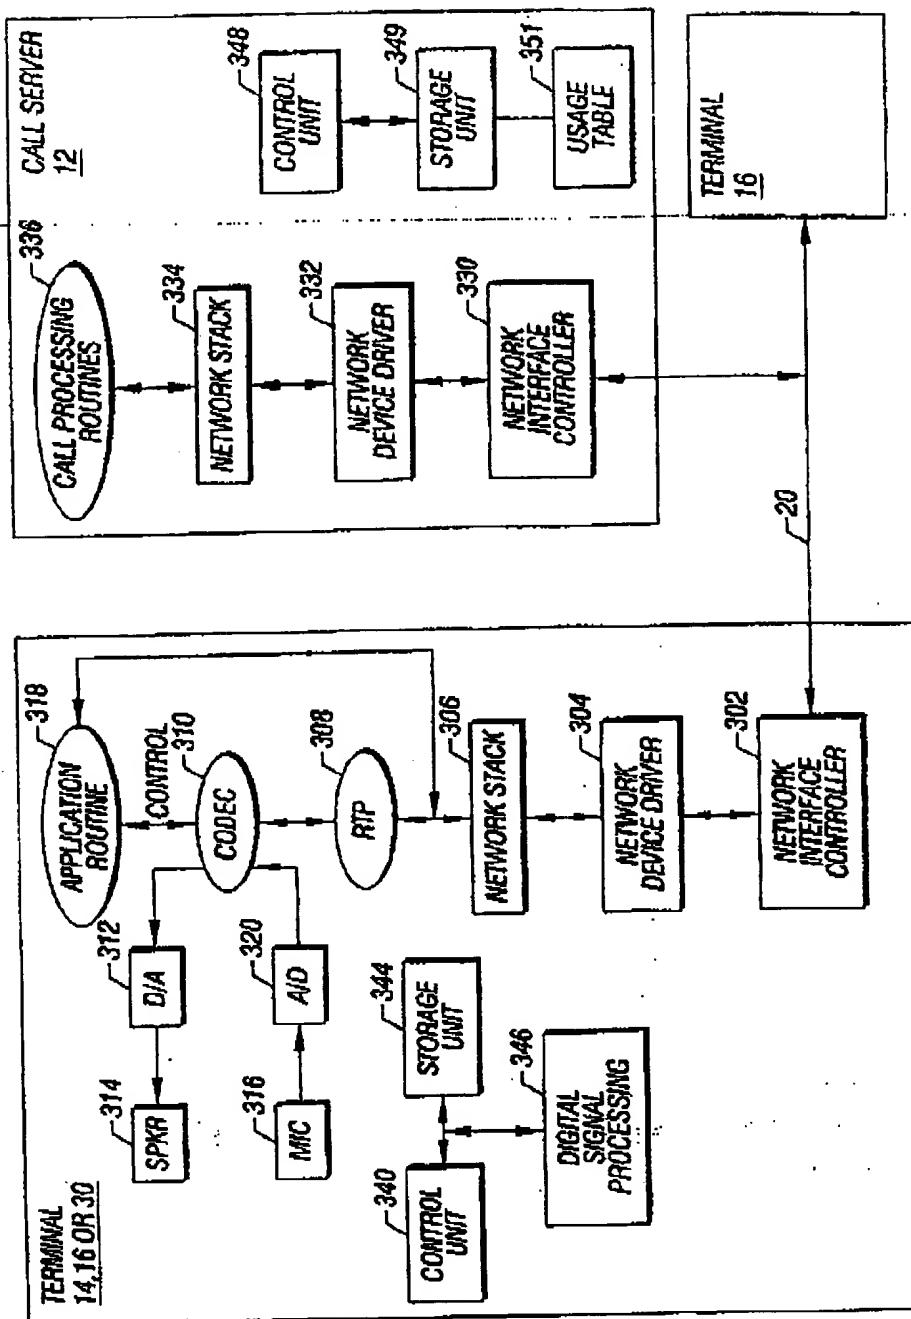 TERMINAL
14,16 OR 30
314
SPKR
312
D/A
318
APPLICATION
ROUTINE
CONTROL
310
CODEC
316
MIC
320
A/D
308
RTP
340
CONTROL
UNIT
344
STORAGE
UNIT
346
DIGITAL
SIGNAL
PROCESSING
306
NETWORK STACK
304
NETWORK
DEVICE DRIVER
302
NETWORK
INTERFACE
CONTROLLER
20
CALL SERVER
12
336
CALL PROCESSING
ROUTINES
334
NETWORK STACK
332
NETWORK
DEVICE DRIVER
330
NETWORK
INTERFACE
CONTROLLER
348
CONTROL
UNIT
349
STORAGE
UNIT
351
USAGE
TABLE
TERMINAL
16